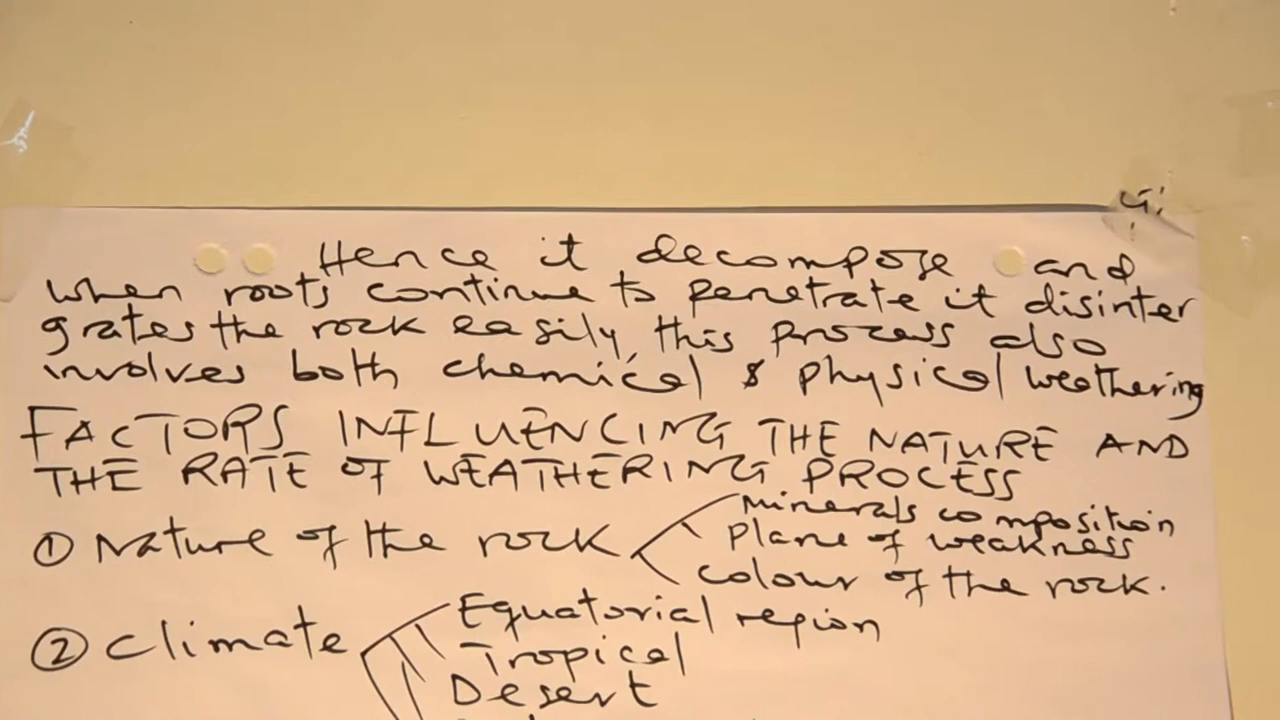 Hence it decompose and
when roots continue to penetrate it disinter
grates the rock easily, this process also
involves both chemical & physical weathering
FACTORS INFLUENCING THE NATURE AND
THE RATE OF WEATHERING PROCESS
① Nature of the rock
Minerals composition
Plane of weakness
colour of the rock.
② Climate
Equatorial region
Tropical
Desert